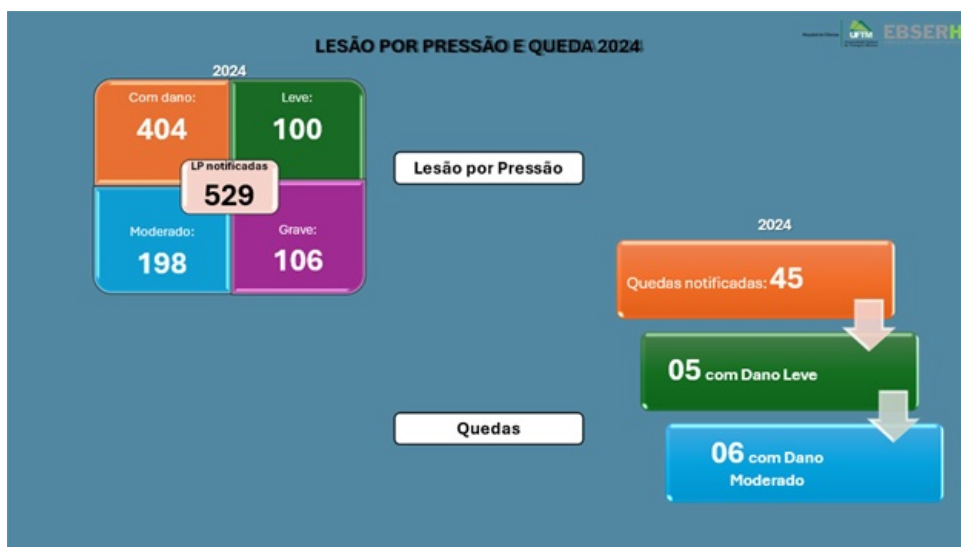 LESÃO POR PRESSÃO E QUEDA 2024
UFTM
EBSERH
2024
Com dano:
404
Leve:
100
LP notificadas
529
Moderado:
198
Grave:
106
Lesão por Pressão
2024
Quedas notificadas: 45
05 com Dano Leve
Quedas
06 com Dano
Moderado